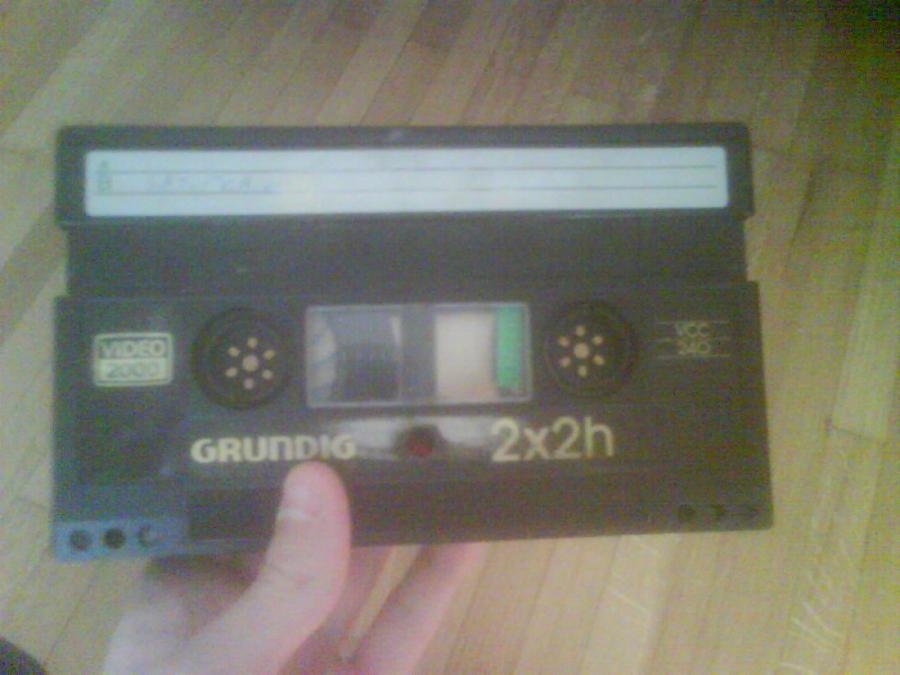 A
B
VIDEO
2000
VCC
240
GRUNDIG
2x2h